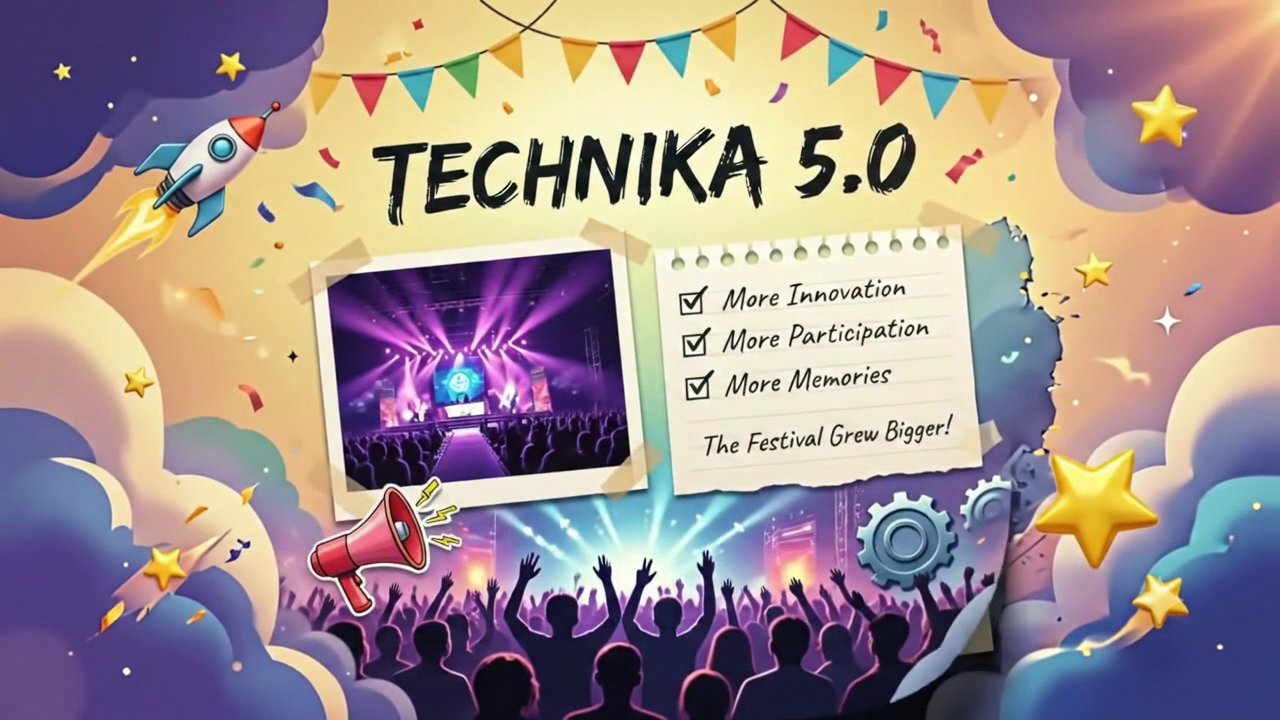 TECHNIKA 5.0
More Innovation
More Participation
More Memories
The Festival Grew Bigger!